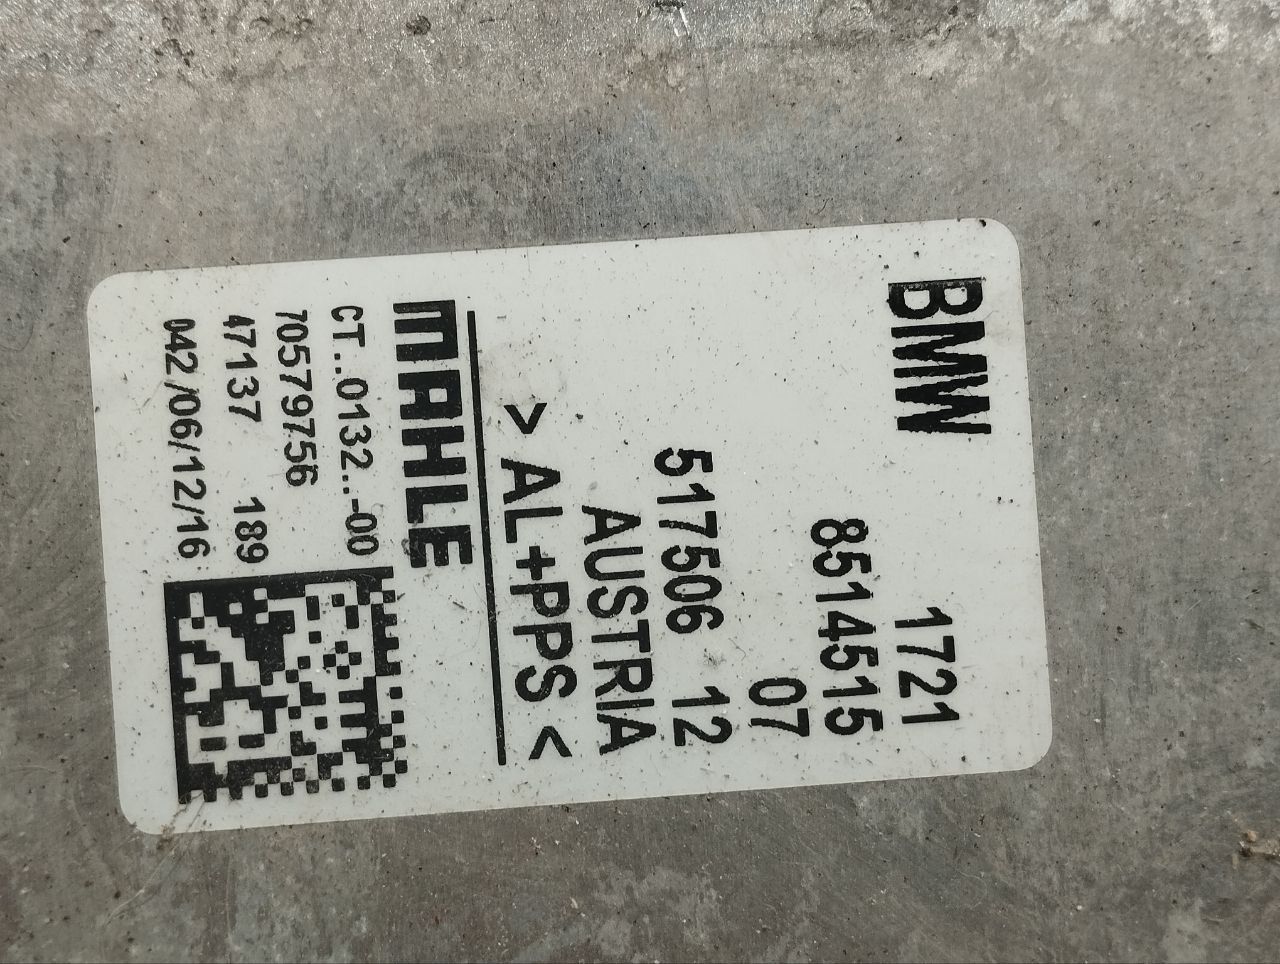 BMW
1721
8514515
07
517506 12
AUSTRIA
>AL+PPS<
MAHLE
CT..0132..-00
70579756
47137 189
042/06/12/16